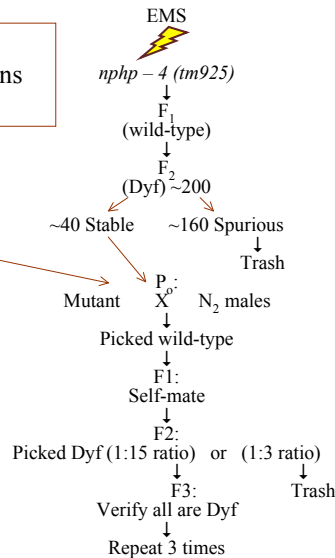 EMS
ns
nphp – 4 (tm925)
F1
(wild-type)
F2
(Dyf) ~200
~40 Stable ~160 Spurious
Trash
Po:
Mutant X N2 males
Picked wild-type
F1:
Self-mate
F2:
Picked Dyf (1:15 ratio) or (1:3 ratio)
F3: Trash
Verify all are Dyf
Repeat 3 times